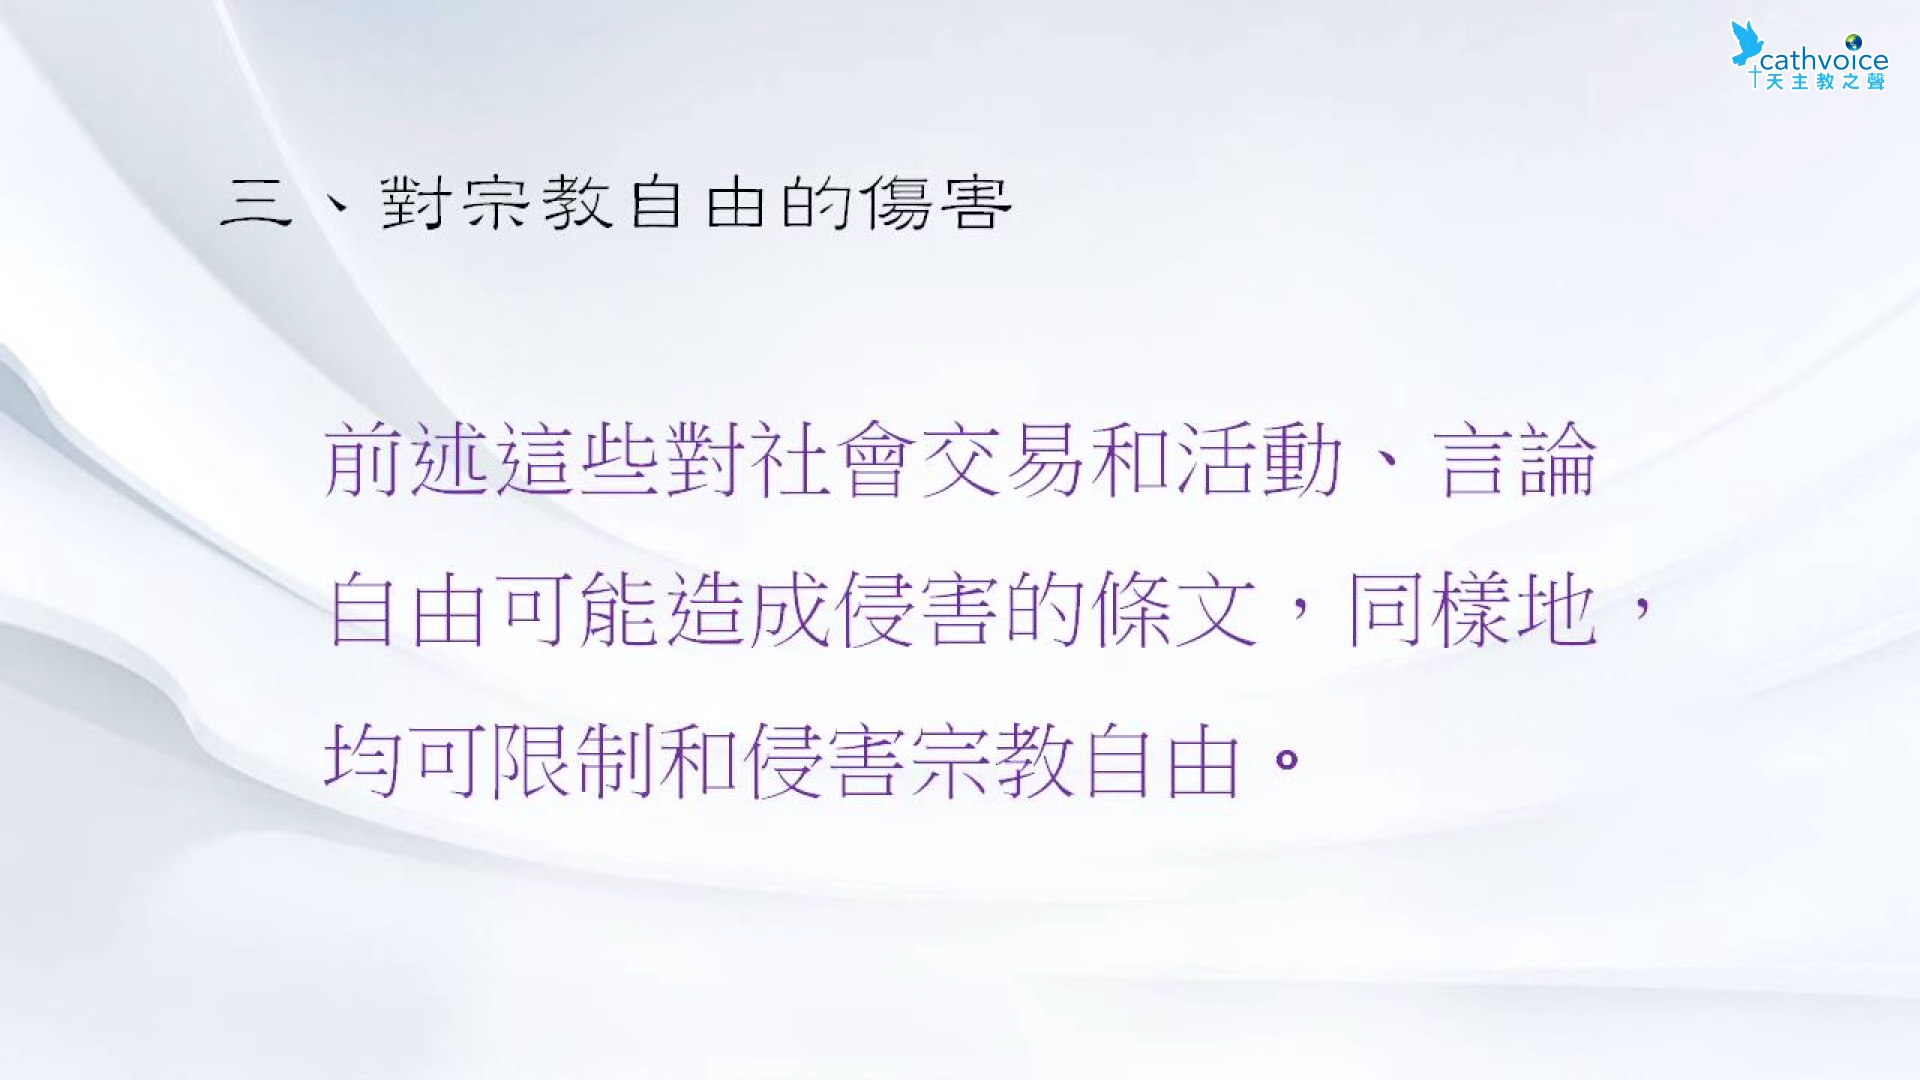 cathvoice
天主教之聲
三、對宗教自由的傷害
前述這些對社會交易和活動、言論
自由可能造成侵害的條文，同樣地，
均可限制和侵害宗教自由。